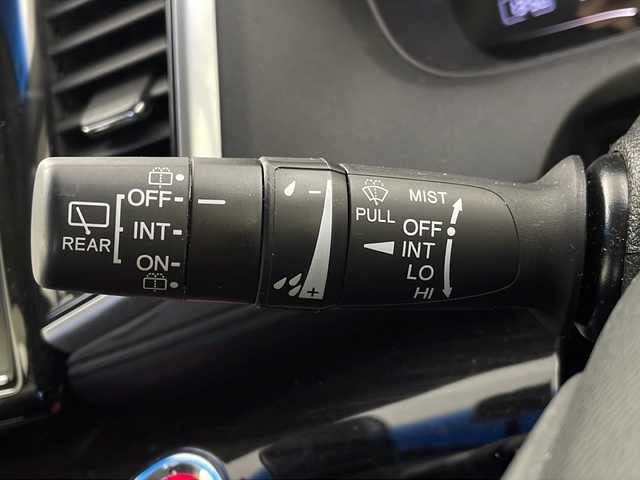 OFF
INT
ON
REAR
−
+
PULL
MIST
OFF
INT
LO
HI